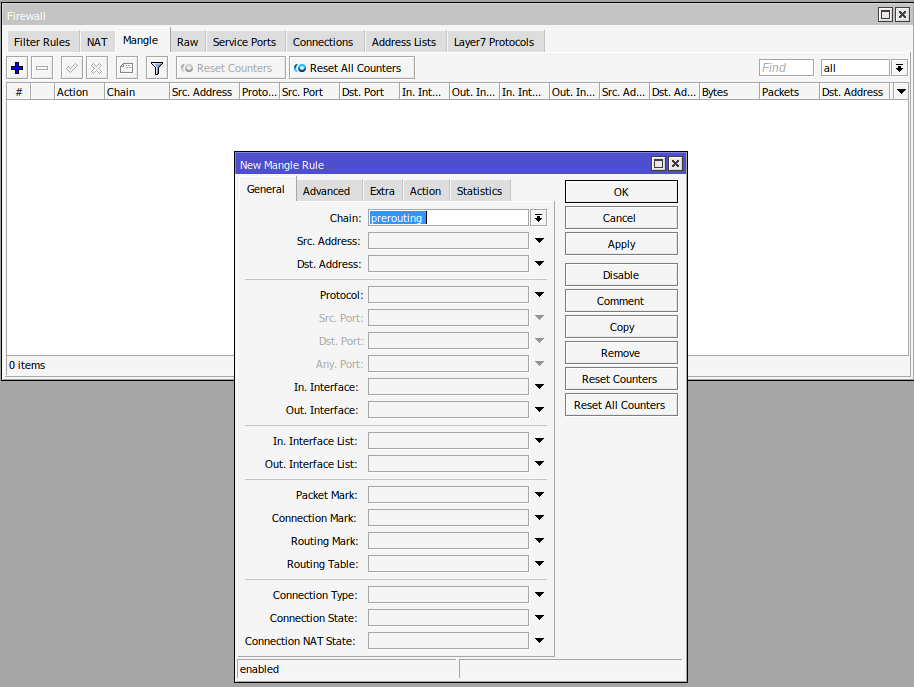 Firewall
Filter Rules NAT Mangle Raw Service Ports Connections Address Lists Layer7 Protocols
Reset Counters Reset All Counters Find all
# Action Chain Src. Address Proto... Src. Port Dst. Port In. Int... Out. In... In. Int... Out. In... Src. Ad... Dst. Ad... Bytes Packets Dst. Address
0 items
New Mangle Rule
General Advanced Extra Action Statistics
Chain: prerouting
Src. Address:
Dst. Address:
Protocol:
Src. Port:
Dst. Port:
Any. Port:
In. Interface:
Out. Interface:
In. Interface List:
Out. Interface List:
Packet Mark:
Connection Mark:
Routing Mark:
Routing Table:
Connection Type:
Connection State:
Connection NAT State:
OK
Cancel
Apply
Disable
Comment
Copy
Remove
Reset Counters
Reset All Counters
enabled